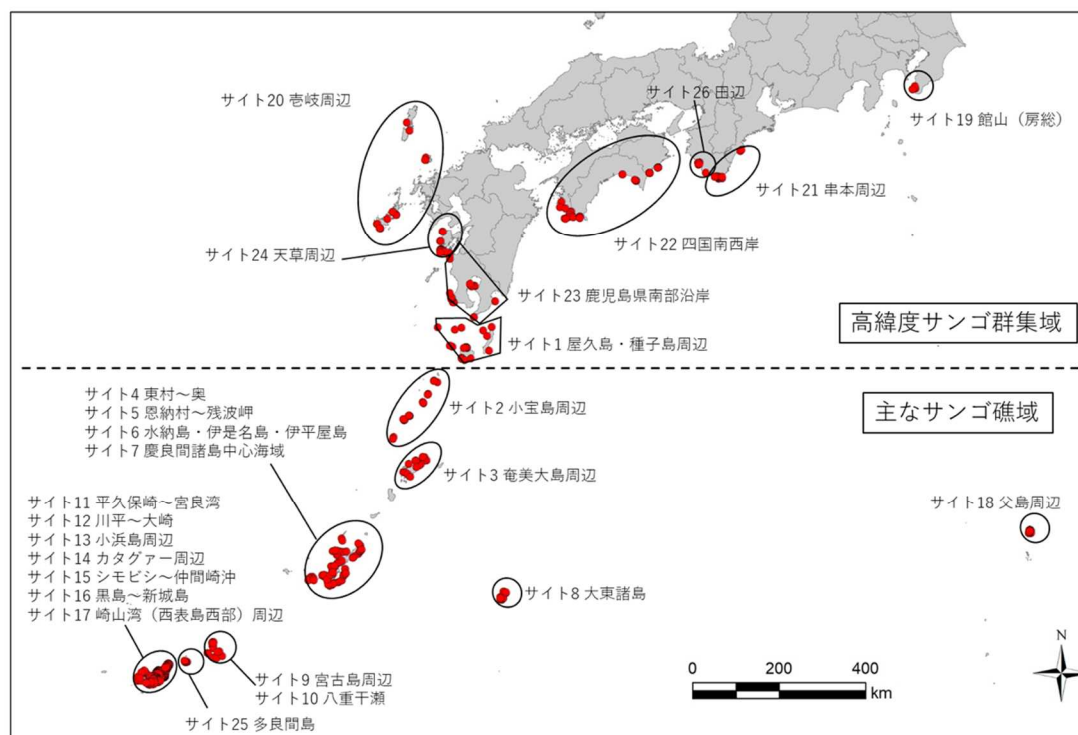 サイト20 壱岐周辺
サイト26 田辺
サイト19 館山（房総）
サイト21 串本周辺
サイト22 四国南西岸
サイト24 天草周辺
サイト23 鹿児島県南部沿岸
高緯度サンゴ群集域
サイト1 屋久島・種子島周辺
サイト4 東村～奥
サイト5 恩納村～残波岬
サイト6 水納島・伊是名島・伊平屋島
サイト7 慶良間諸島中心海域
サイト2 小宝島周辺
主なサンゴ礁域
サイト3 奄美大島周辺
サイト11 平久保崎～宮良湾
サイト12 川平～大崎
サイト13 小浜島周辺
サイト14 カタグァー周辺
サイト15 シモビシ～仲間崎沖
サイト16 黒島～新城島
サイト17 崎山湾（西表島西部）周辺
サイト18 父島周辺
サイト8 大東諸島
サイト9 宮古島周辺
サイト10 八重干瀬
サイト25 多良間島
0 200 400
km
N